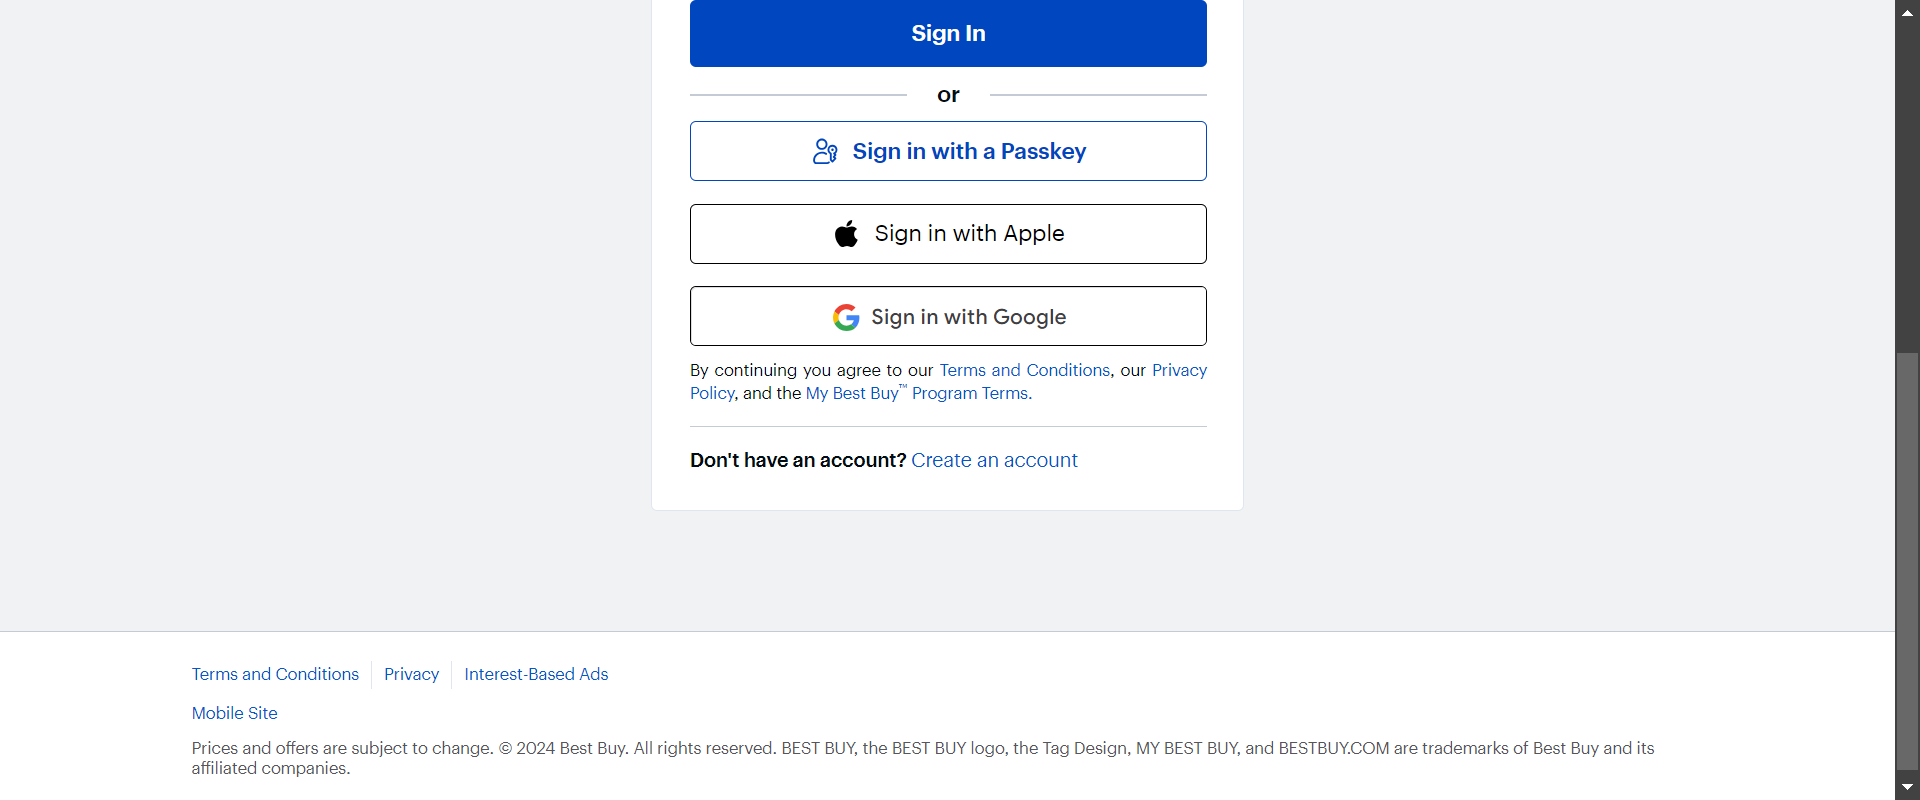 Sign In
or
Sign in with a Passkey
Sign in with Apple
Sign in with Google
By continuing you agree to our Terms and Conditions, our Privacy
Policy, and the My Best Buy™ Program Terms.
Don't have an account? Create an account
Terms and Conditions
Privacy
Interest-Based Ads
Mobile Site
Prices and offers are subject to change. © 2024 Best Buy. All rights reserved. BEST BUY, the BEST BUY logo, the Tag Design, MY BEST BUY, and BESTBUY.COM are trademarks of Best Buy and its
affiliated companies.